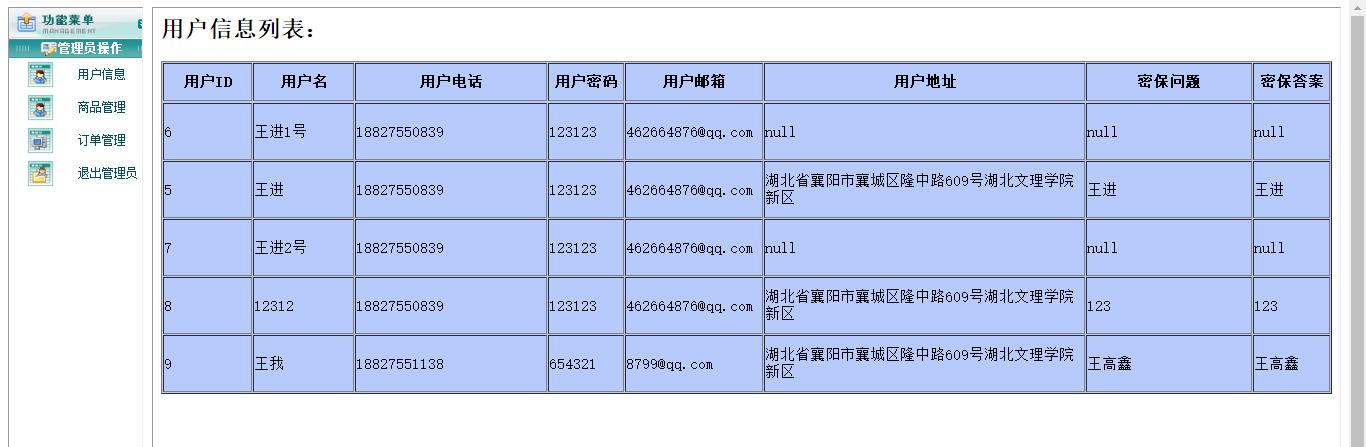 功能菜单
MANAGEMENT
管理员操作
用户信息
商品管理
订单管理
退出管理员
用户信息列表：
用户ID 用户名 用户电话 用户密码 用户邮箱 用户地址 密保问题 密保答案
6 王进1号 18827550839 123123 462664876@qq.com null null null
5 王进 18827550839 123123 462664876@qq.com 湖北省襄阳市襄城区隆中路609号湖北文理学院
新区 王进 王进
7 王进2号 18827550839 123123 462664876@qq.com null null null
8 12312 18827550839 123123 462664876@qq.com 湖北省襄阳市襄城区隆中路609号湖北文理学院
新区 123 123
9 王我 18827551138 654321 8799@qq.com 湖北省襄阳市襄城区隆中路609号湖北文理学院
新区 王高鑫 王高鑫